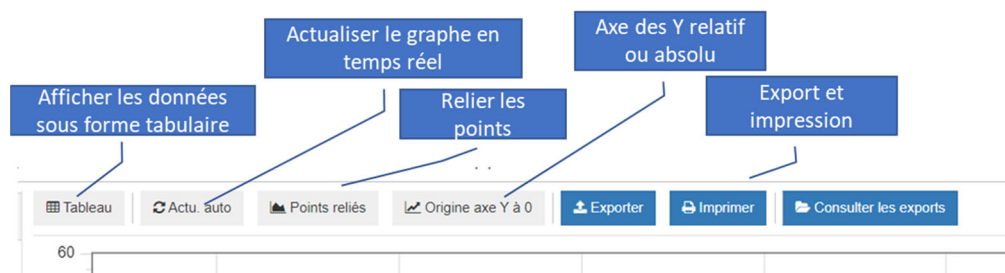 Actualiser le graphe en
temps réel
Axe des Y relatif
ou absolu
Afficher les données
sous forme tabulaire
Relier les
points
Export et
impression
Tableau
Actu. auto
Points reliés
Origine axe Y à 0
Exporter
Imprimer
Consulter les exports
60